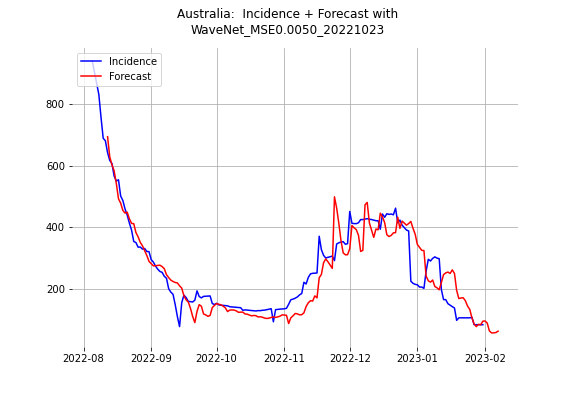 Australia:  Incidence + Forecast with
WaveNet_MSE0.0050_20221023
Incidence
Forecast
800
600
400
200
2022-08 2022-09 2022-10 2022-11 2022-12 2023-01 2023-02